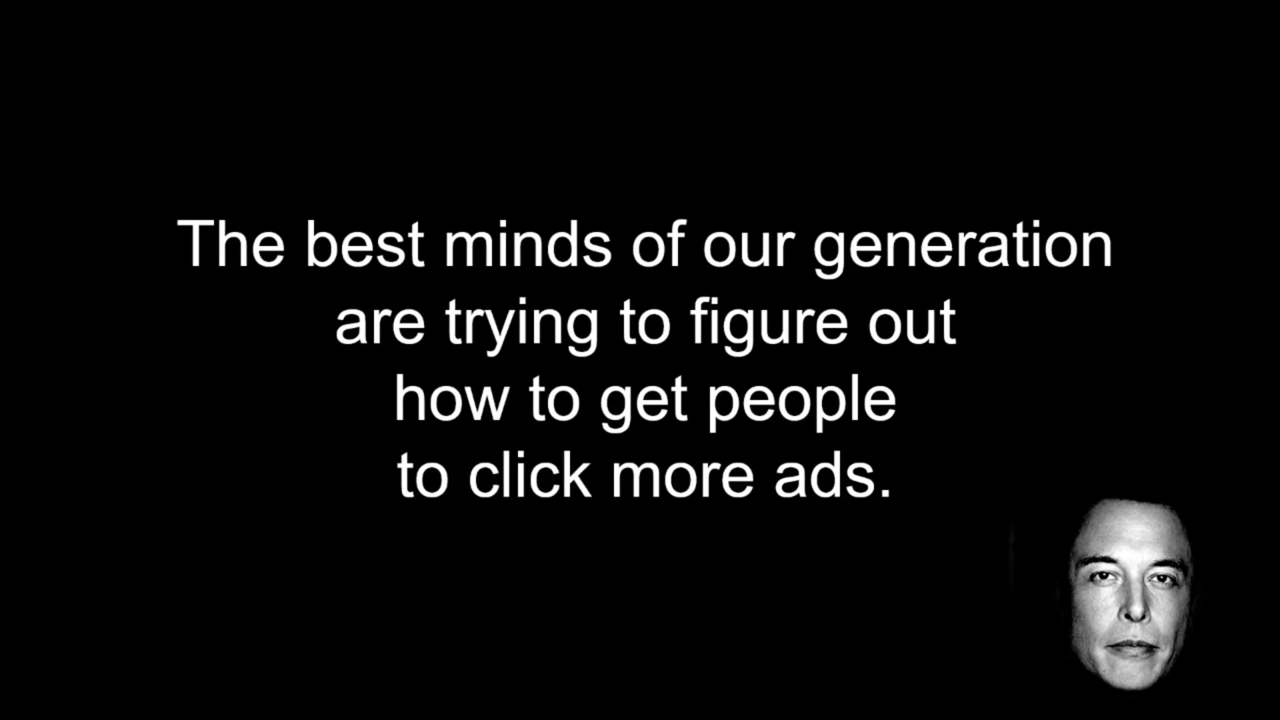 The best minds of our generation
are trying to figure out
how to get people
to click more ads.